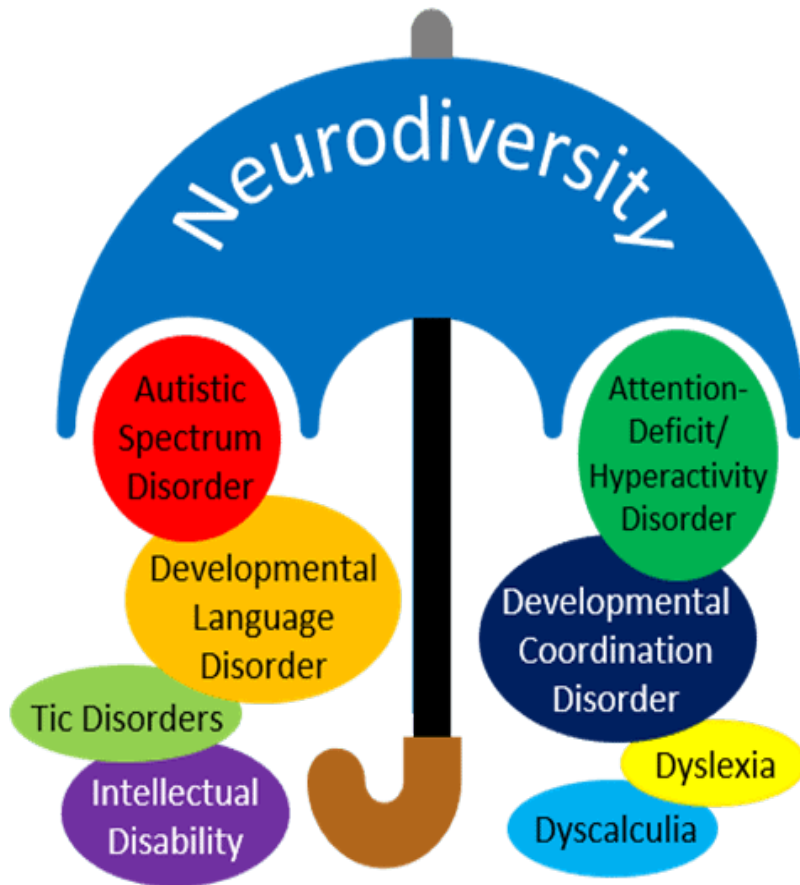 Neurodiversity
Autistic
Spectrum
Disorder
Developmental
Language
Disorder
Tic Disorders
Intellectual
Disability
Attention-
Deficit/
Hyperactivity
Disorder
Developmental
Coordination
Disorder
Dyslexia
Dyscalculia